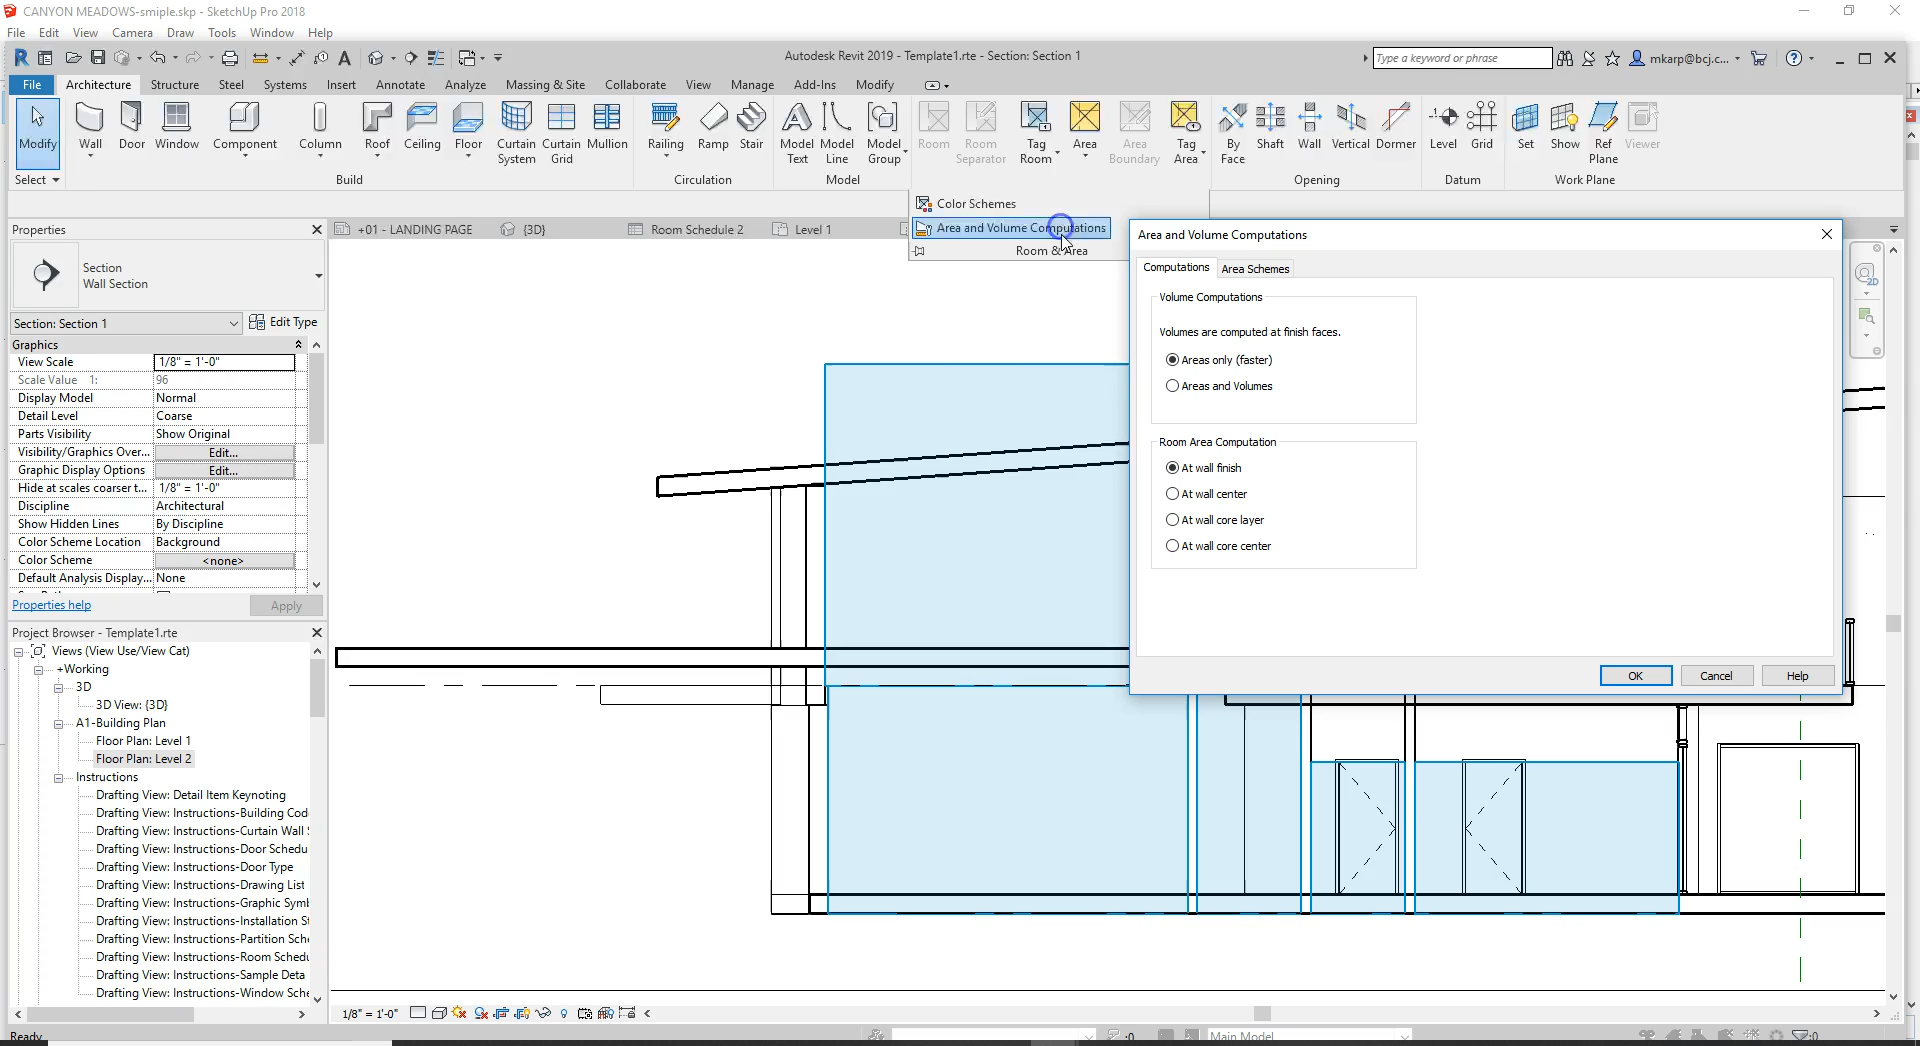 CANYON MEADOWS-smiple.skp - SketchUp Pro 2018
File Edit View Camera Draw Tools Window Help
Autodesk Revit 2019 - Template1.rte - Section: Section 1
Type a keyword or phrase
mkarp@bcj.c...
File Architecture Structure Steel Systems Insert Annotate Analyze Massing & Site Collaborate View Manage Add-Ins Modify
Modify Wall Door Window Component Column Roof Ceiling Floor Curtain System Curtain Grid Mullion Railing Ramp Stair Model Text Model Line Model Group Room Room Separator Tag Room Area Area Boundary Tag Area By Face Shaft Wall Vertical Dormer Level Grid Set Show Ref Plane Viewer
Select Build Circulation Model Opening Datum Work Plane
Color Schemes
Area and Volume Computations
Room & Area
Properties
+01 - LANDING PAGE {3D} Room Schedule 2 Level 1
Section
Wall Section
Section: Section 1 Edit Type
Graphics
View Scale 1/8" = 1'-0"
Scale Value 1: 96
Display Model Normal
Detail Level Coarse
Parts Visibility Show Original
Visibility/Graphics Over... Edit...
Graphic Display Options Edit...
Hide at scales coarser t... 1/8" = 1'-0"
Discipline Architectural
Show Hidden Lines By Discipline
Color Scheme Location Background
Color Scheme <none>
Default Analysis Display... None
Properties help Apply
Project Browser - Template1.rte
Views (View Use/View Cat)
+Working
3D
3D View: {3D}
A1-Building Plan
Floor Plan: Level 1
Floor Plan: Level 2
Instructions
Drafting View: Detail Item Keynoting
Drafting View: Instructions-Building Cod
Drafting View: Instructions-Curtain Wall
Drafting View: Instructions-Door Schedu
Drafting View: Instructions-Door Type
Drafting View: Instructions-Drawing List
Drafting View: Instructions-Graphic Syml
Drafting View: Instructions-Installation St
Drafting View: Instructions-Partition Sche
Drafting View: Instructions-Room Schedu
Drafting View: Instructions-Sample Deta
Drafting View: Instructions-Window Sche
Area and Volume Computations
Computations Area Schemes
Volume Computations
Volumes are computed at finish faces.
Areas only (faster)
Areas and Volumes
Room Area Computation
At wall finish
At wall center
At wall core layer
At wall core center
OK Cancel Help
2D
1/8" = 1'-0"
Ready :0 Main Model :0